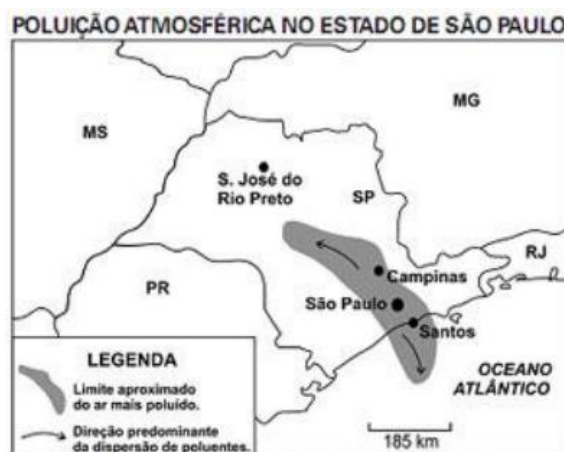 POLUIÇÃO ATMOSFÉRICA NO ESTADO DE SÃO PAULO
MG
MS
S. José do
Rio Preto
SP
RJ
Campinas
PR
São Paulo
Santos
LEGENDA
Limite aproximado
do ar mais poluído.
Direção predominante
da dispersão de poluentes.
OCEANO
ATLÂNTICO
185 km